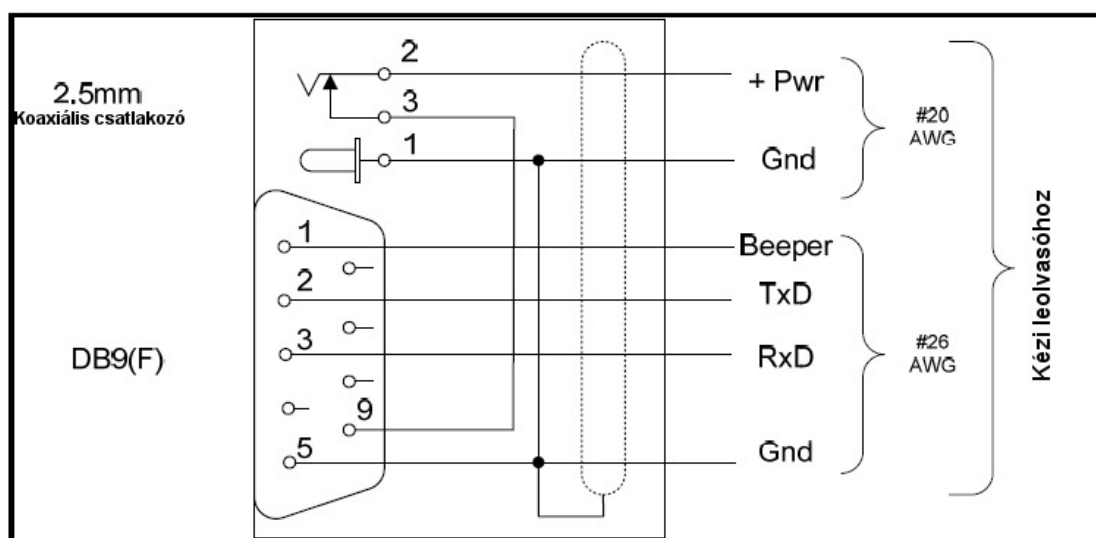 2.5mm
Koaxiális csatlakozó
2
3
1
+ Pwr
Gnd
#20
AWG
DB9(F)
1
2
3
9
5
Beeper
TxD
RxD
Gnd
#26
AWG
Kézi leolvasóhoz